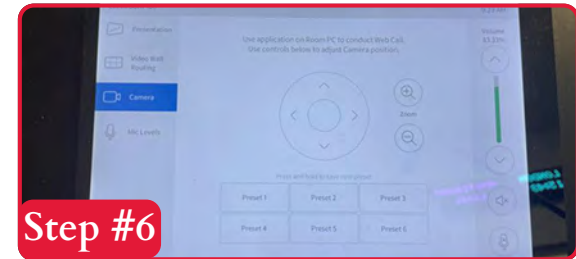 Presentation
Video Wall
Routing
Camera
Mic Levels
Use application on Room PC to conduct Web Call.
Use controls below to adjust Camera position.
Zoom
Press and hold to save new preset
Preset 1 Preset 2 Preset 3
Preset 4 Preset 5 Preset 6
Volume
Step #6